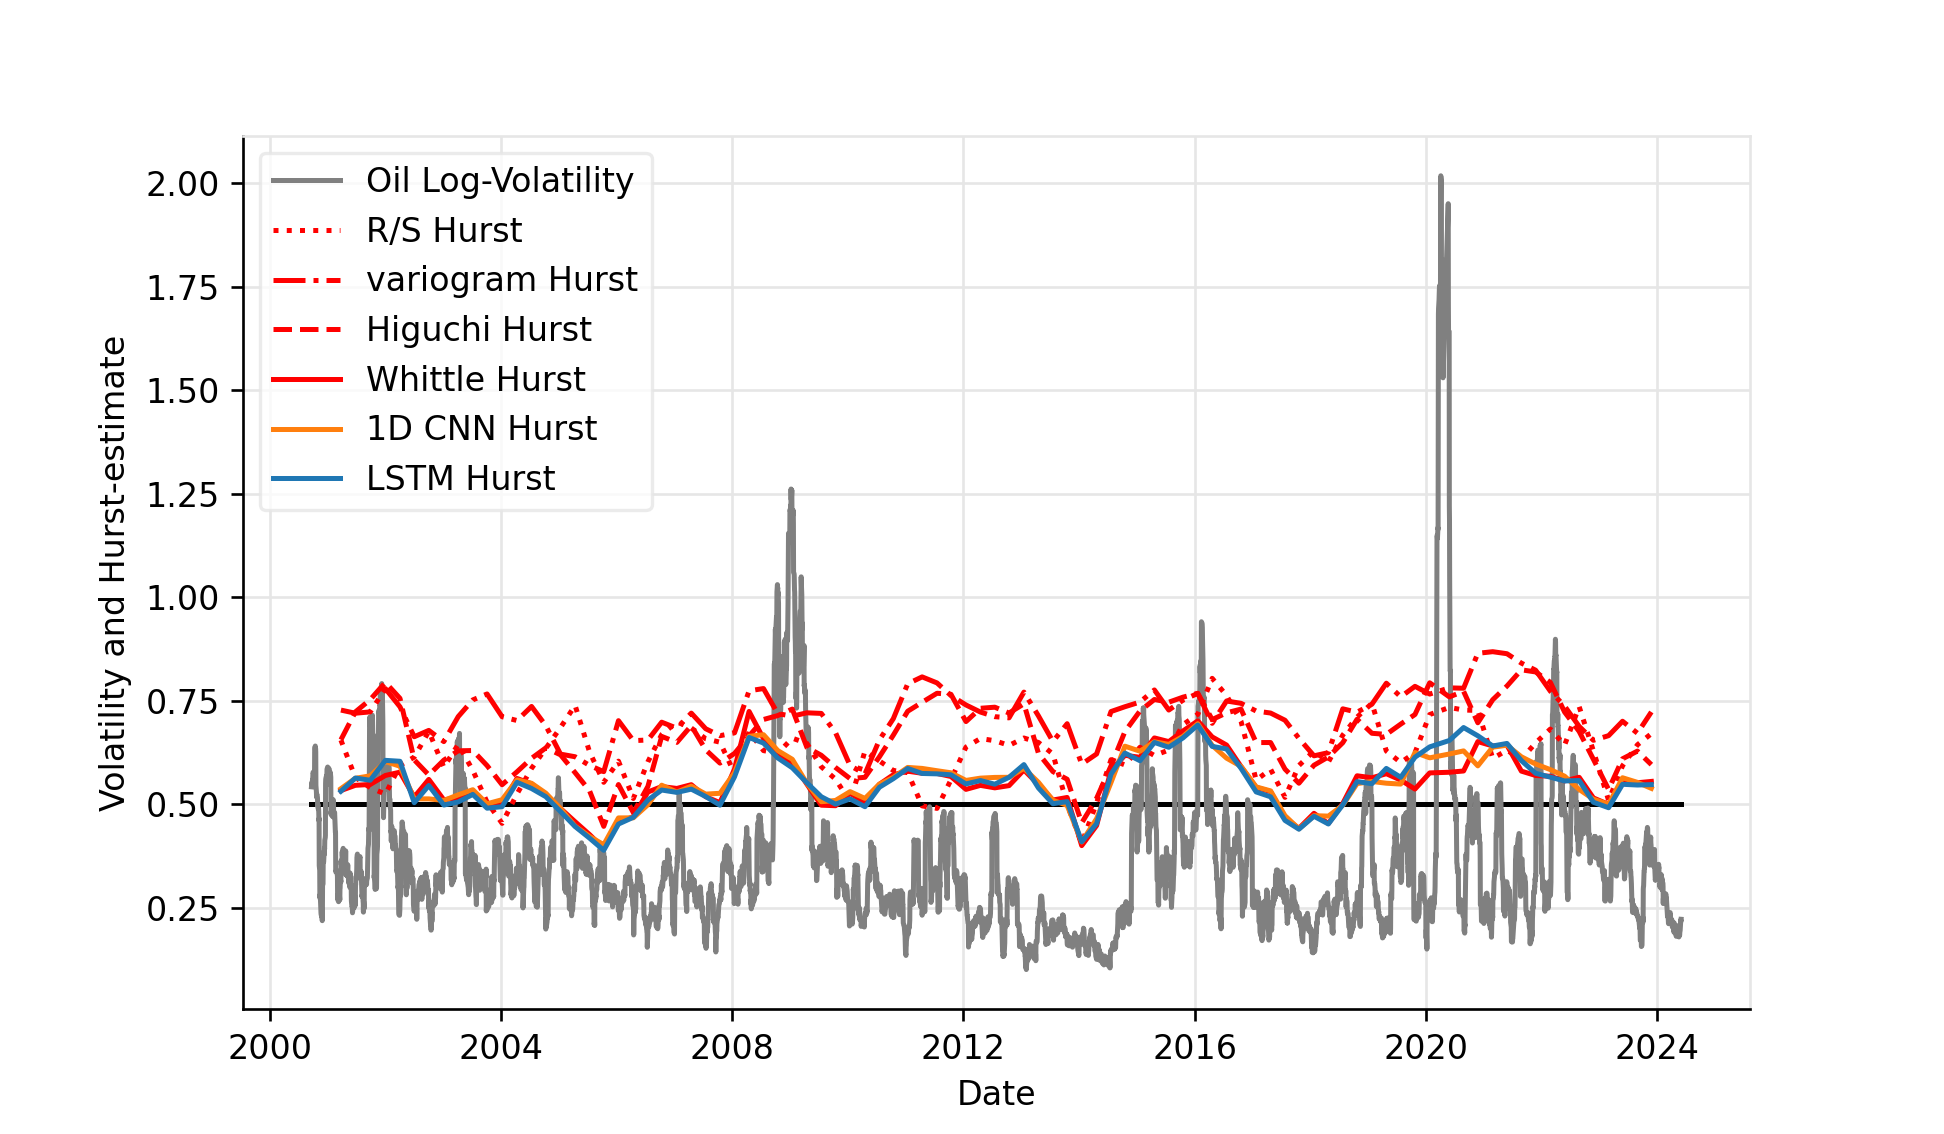 Oil Log-Volatility
R/S Hurst
variogram Hurst
Higuchi Hurst
Whittle Hurst
1D CNN Hurst
LSTM Hurst
Volatility and Hurst-estimate
2.00
1.75
1.50
1.25
1.00
0.75
0.50
0.25
2000 2004 2008 2012 2016 2020 2024
Date